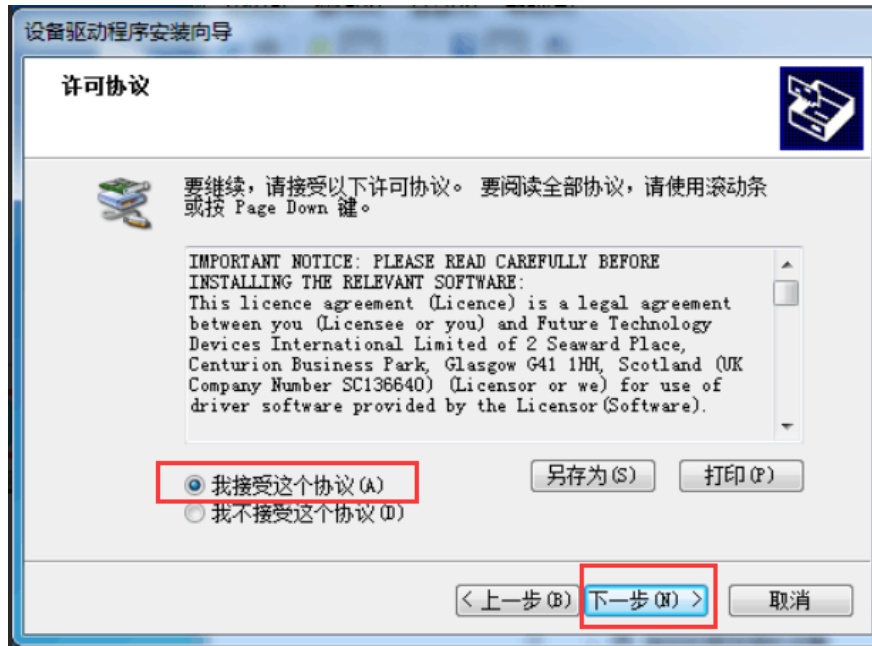 设备驱动程序安装向导
许可协议
要继续，请接受以下许可协议。 要阅读全部协议，请使用滚动条
或按 Page Down 键。
IMPORTANT NOTICE: PLEASE READ CAREFULLY BEFORE
INSTALLING THE RELEVANT SOFTWARE:
This licence agreement (Licence) is a legal agreement
between you (Licensee or you) and Future Technology
Devices International Limited of 2 Seaward Place,
Centurion Business Park, Glasgow G41 1HH, Scotland (UK
Company Number SC136640) (Licensor or we) for use of
driver software provided by the Licensor(Software).
我接受这个协议(A) 另存为(S) 打印(P)
我不接受这个协议(D)
< 上一步(B) 下一步(N) > 取消